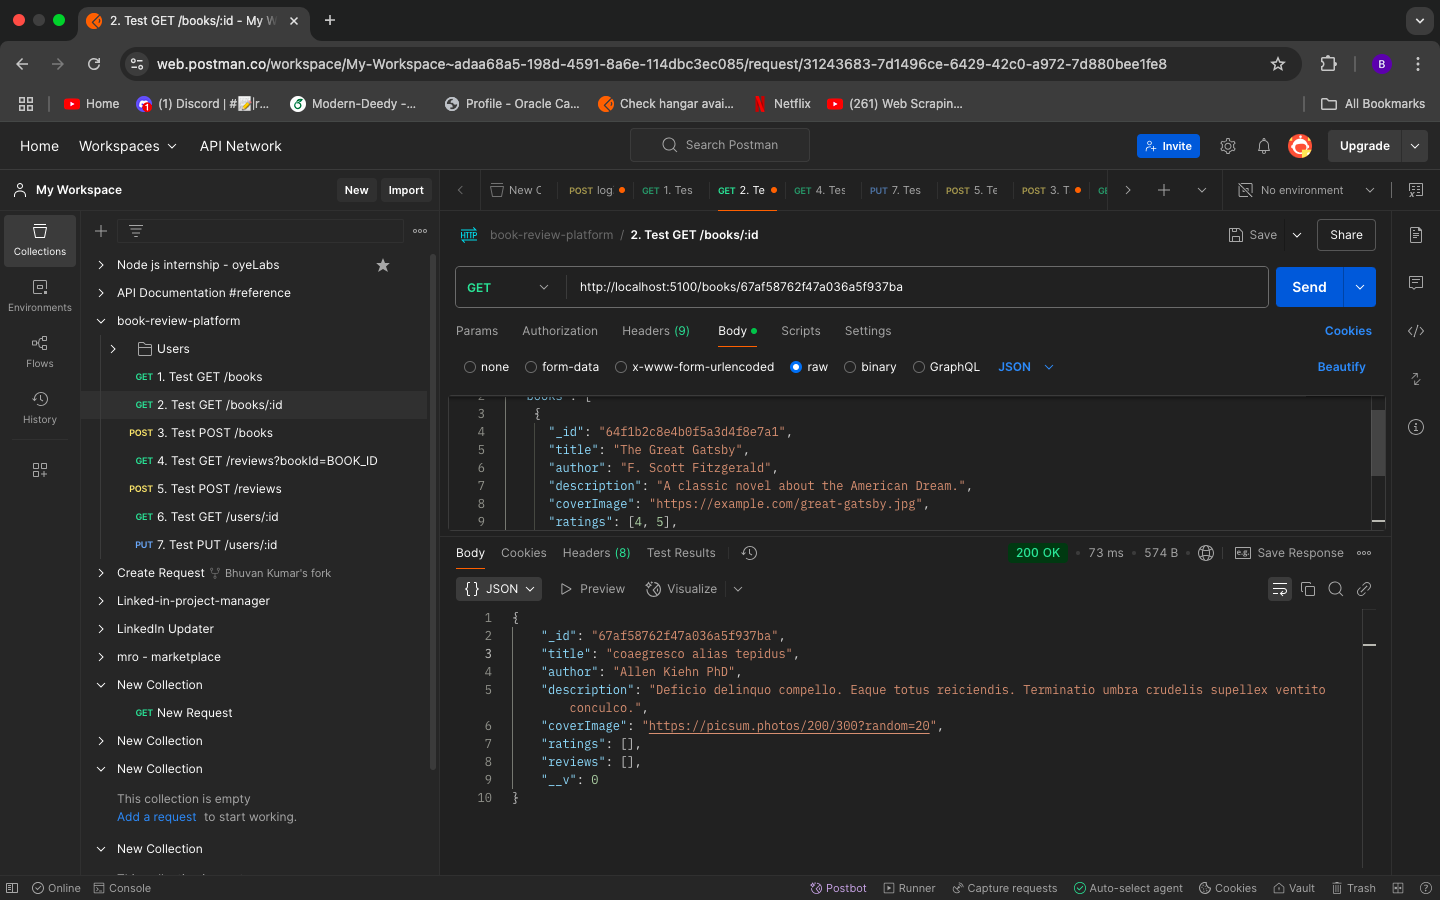 2. Test GET /books/:id - My W
web.postman.co/workspace/My-Workspace~adaa68a5-198d-4591-8a6e-114dbc3ec085/request/31243683-7d1496ce-6429-42c0-a972-7d880bee1fe8
B
Home
(1) Discord | #📝|r...
Modern-Deedy -...
Profile - Oracle Ca...
Check hangar avai...
Netflix
(261) Web Scrapin...
All Bookmarks
Home
Workspaces
API Network
Search Postman
Invite
Upgrade
My Workspace
New
Import
New C
POST log
GET 1. Tes
GET 2. Te
GET 4. Tes
PUT 7. Tes
POST 5. Te
POST 3. T
No environment
Collections
Environments
Flows
History
Node js internship - oyeLabs
API Documentation #reference
book-review-platform
Users
GET 1. Test GET /books
GET 2. Test GET /books/:id
POST 3. Test POST /books
GET 4. Test GET /reviews?bookId=BOOK_ID
POST 5. Test POST /reviews
GET 6. Test GET /users/:id
PUT 7. Test PUT /users/:id
Create Request Bhuvan Kumar's fork
Linked-in-project-manager
LinkedIn Updater
mro - marketplace
New Collection
GET New Request
New Collection
New Collection
This collection is empty
Add a request to start working.
New Collection
HTTP book-review-platform / 2. Test GET /books/:id
Save
Share
GET http://localhost:5100/books/67af58762f47a036a5f937ba
Send
Params Authorization Headers (9) Body Scripts Settings
Cookies
none form-data x-www-form-urlencoded raw binary GraphQL JSON
Beautify
2 "books": [
3 {
4 "_id": "64f1b2c8e4b0f5a3d4f8e7a1",
5 "title": "The Great Gatsby",
6 "author": "F. Scott Fitzgerald",
7 "description": "A classic novel about the American Dream.",
8 "coverImage": "https://example.com/great-gatsby.jpg",
9 "ratings": [4, 5],
Body Cookies Headers (8) Test Results
200 OK • 73 ms • 574 B
e.g. Save Response
{} JSON Preview Visualize
1 {
2 "_id": "67af58762f47a036a5f937ba",
3 "title": "coaegresco alias tepidus",
4 "author": "Allen Kiehn PhD",
5 "description": "Deficio delinquo compello. Eaque totus reiciendis. Terminatio umbra crudelis supellex ventito
conculco.",
6 "coverImage": "https://picsum.photos/200/300?random=20",
7 "ratings": [],
8 "reviews": [],
9 "__v": 0
10 }
Online
Console
Postbot
Runner
Capture requests
Auto-select agent
Cookies
Vault
Trash